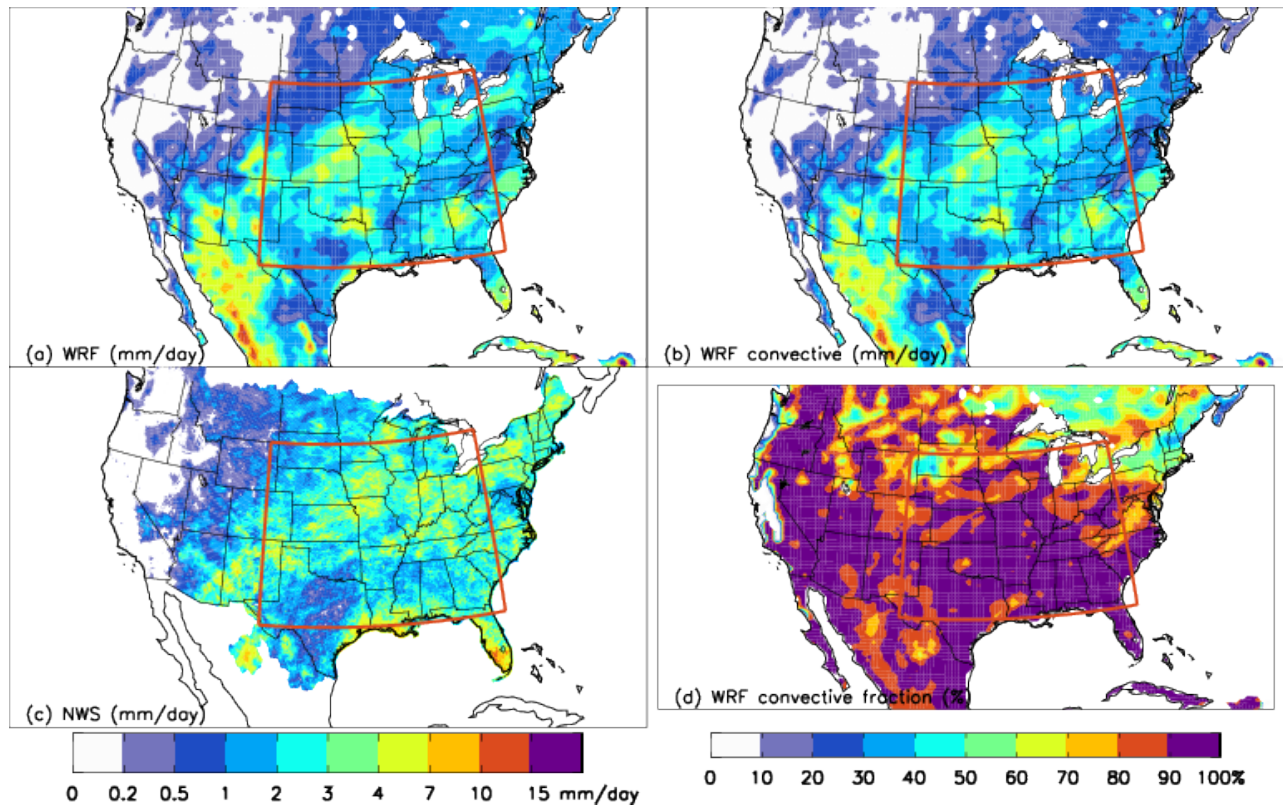 (a) WRF (mm/day)
(b) WRF convective (mm/day)
(c) NWS (mm/day)
(d) WRF convective fraction (%)
0 0.2 0.5 1 2 3 4 7 10 15 mm/day
0 10 20 30 40 50 60 70 80 90 100%